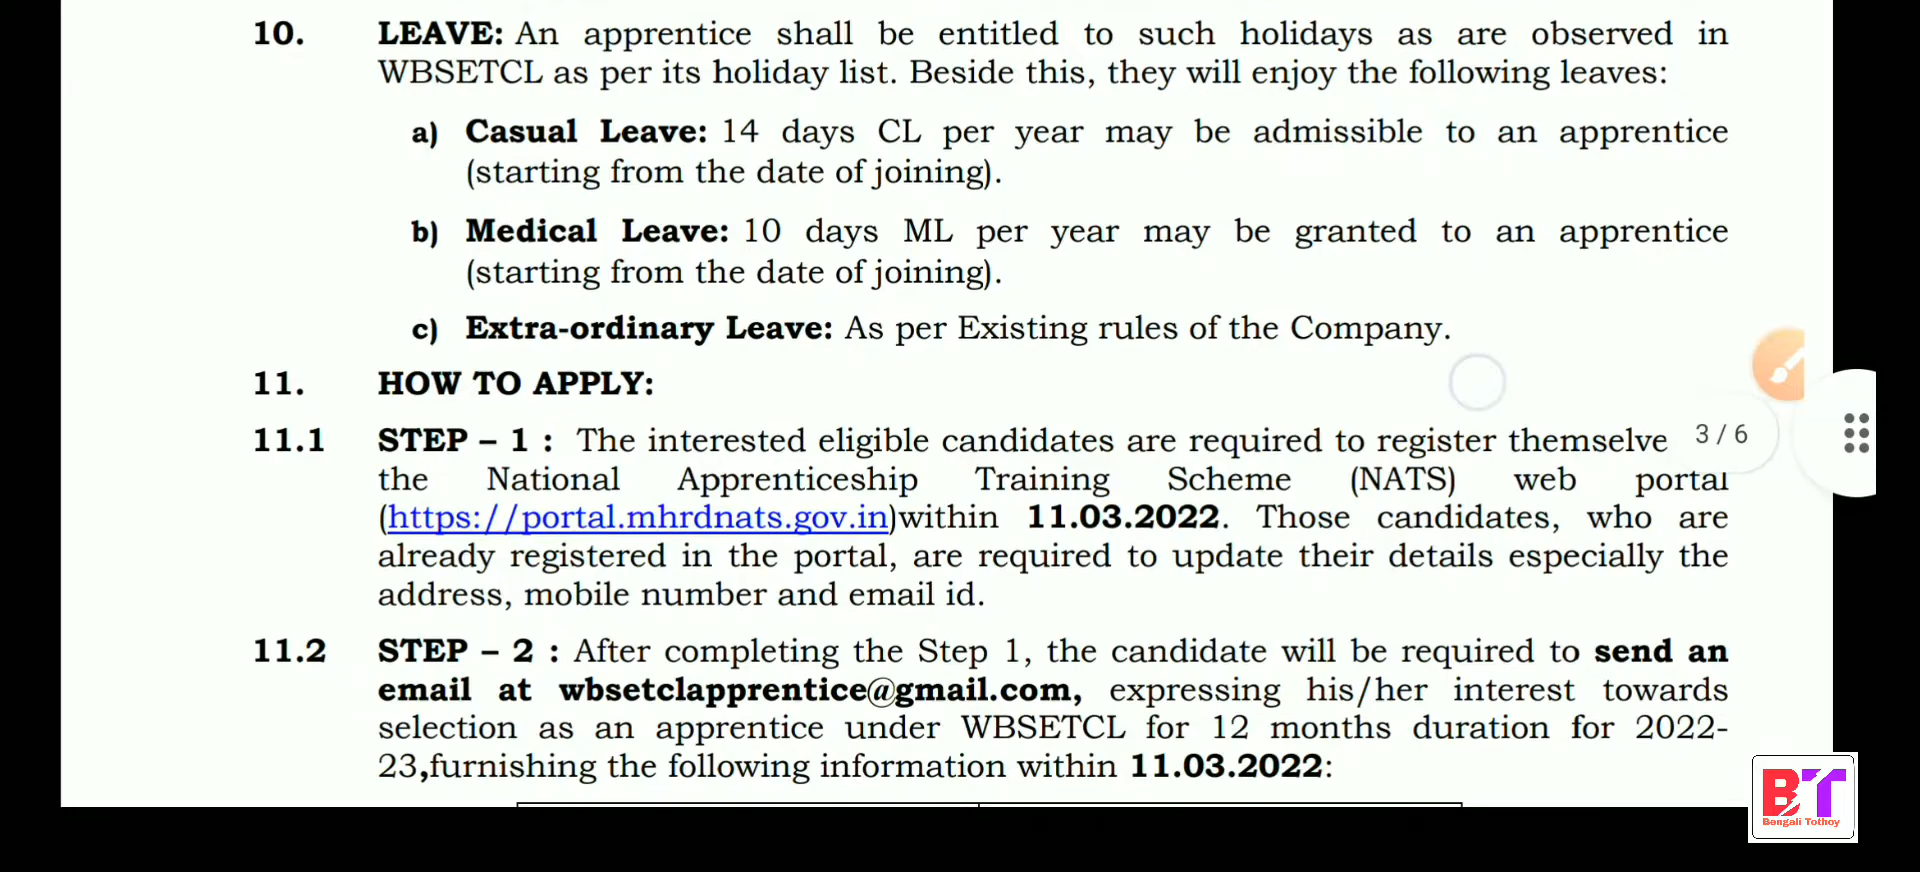 10. LEAVE: An apprentice shall be entitled to such holidays as are observed in
WBSETCL as per its holiday list. Beside this, they will enjoy the following leaves:
a) Casual Leave: 14 days CL per year may be admissible to an apprentice
(starting from the date of joining).
b) Medical Leave: 10 days ML per year may be granted to an apprentice
(starting from the date of joining).
c) Extra-ordinary Leave: As per Existing rules of the Company.
11. HOW TO APPLY:
11.1 STEP – 1 : The interested eligible candidates are required to register themselve
3 / 6
the National Apprenticeship Training Scheme (NATS) web portal
(https://portal.mhrdnats.gov.in)within 11.03.2022. Those candidates, who are
already registered in the portal, are required to update their details especially the
address, mobile number and email id.
11.2 STEP – 2 : After completing the Step 1, the candidate will be required to send an
email at wbsetclapprentice@gmail.com, expressing his/her interest towards
selection as an apprentice under WBSETCL for 12 months duration for 2022-
23,furnishing the following information within 11.03.2022:
BT
Bengali Tothoy